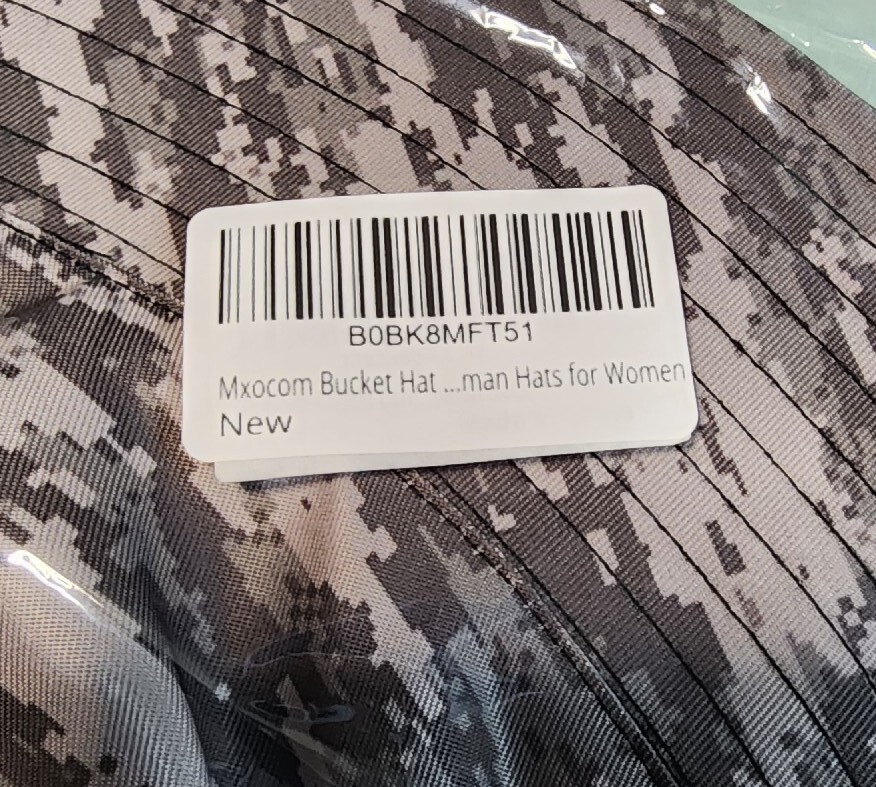 B0BK8MFT51
Mxocom Bucket Hat ...man Hats for Women
New